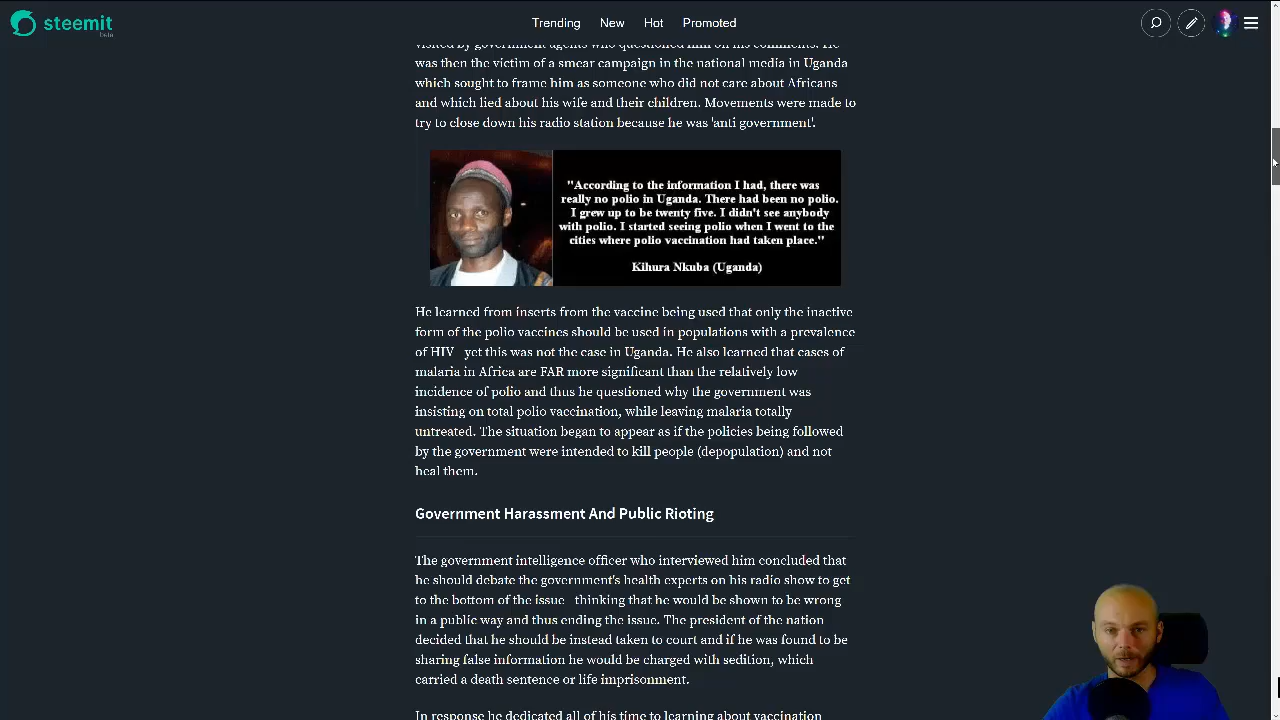 steemit
beta
Trending New Hot Promoted
visited by government agents who questioned him on his comments. He
was then the victim of a smear campaign in the national media in Uganda
which sought to frame him as someone who did not care about Africans
and which lied about his wife and their children. Movements were made to
try to close down his radio station because he was 'anti government'.
"According to the information I had, there was
really no polio in Uganda. There had been no polio.
I grew up to be twenty five. I didn't see anybody
with polio. I started seeing polio when I went to the
cities where polio vaccination had taken place."
Kihura Nkuba (Uganda)
He learned from inserts from the vaccine being used that only the inactive
form of the polio vaccines should be used in populations with a prevalence
of HIV yet this was not the case in Uganda. He also learned that cases of
malaria in Africa are FAR more significant than the relatively low
incidence of polio and thus he questioned why the government was
insisting on total polio vaccination, while leaving malaria totally
untreated. The situation began to appear as if the policies being followed
by the government were intended to kill people (depopulation) and not
heal them.
Government Harassment And Public Rioting
The government intelligence officer who interviewed him concluded that
he should debate the government's health experts on his radio show to get
to the bottom of the issue thinking that he would be shown to be wrong
in a public way and thus ending the issue. The president of the nation
decided that he should be instead taken to court and if he was found to be
sharing false information he would be charged with sedition, which
carried a death sentence or life imprisonment.
In response he dedicated all of his time to learning about vaccination